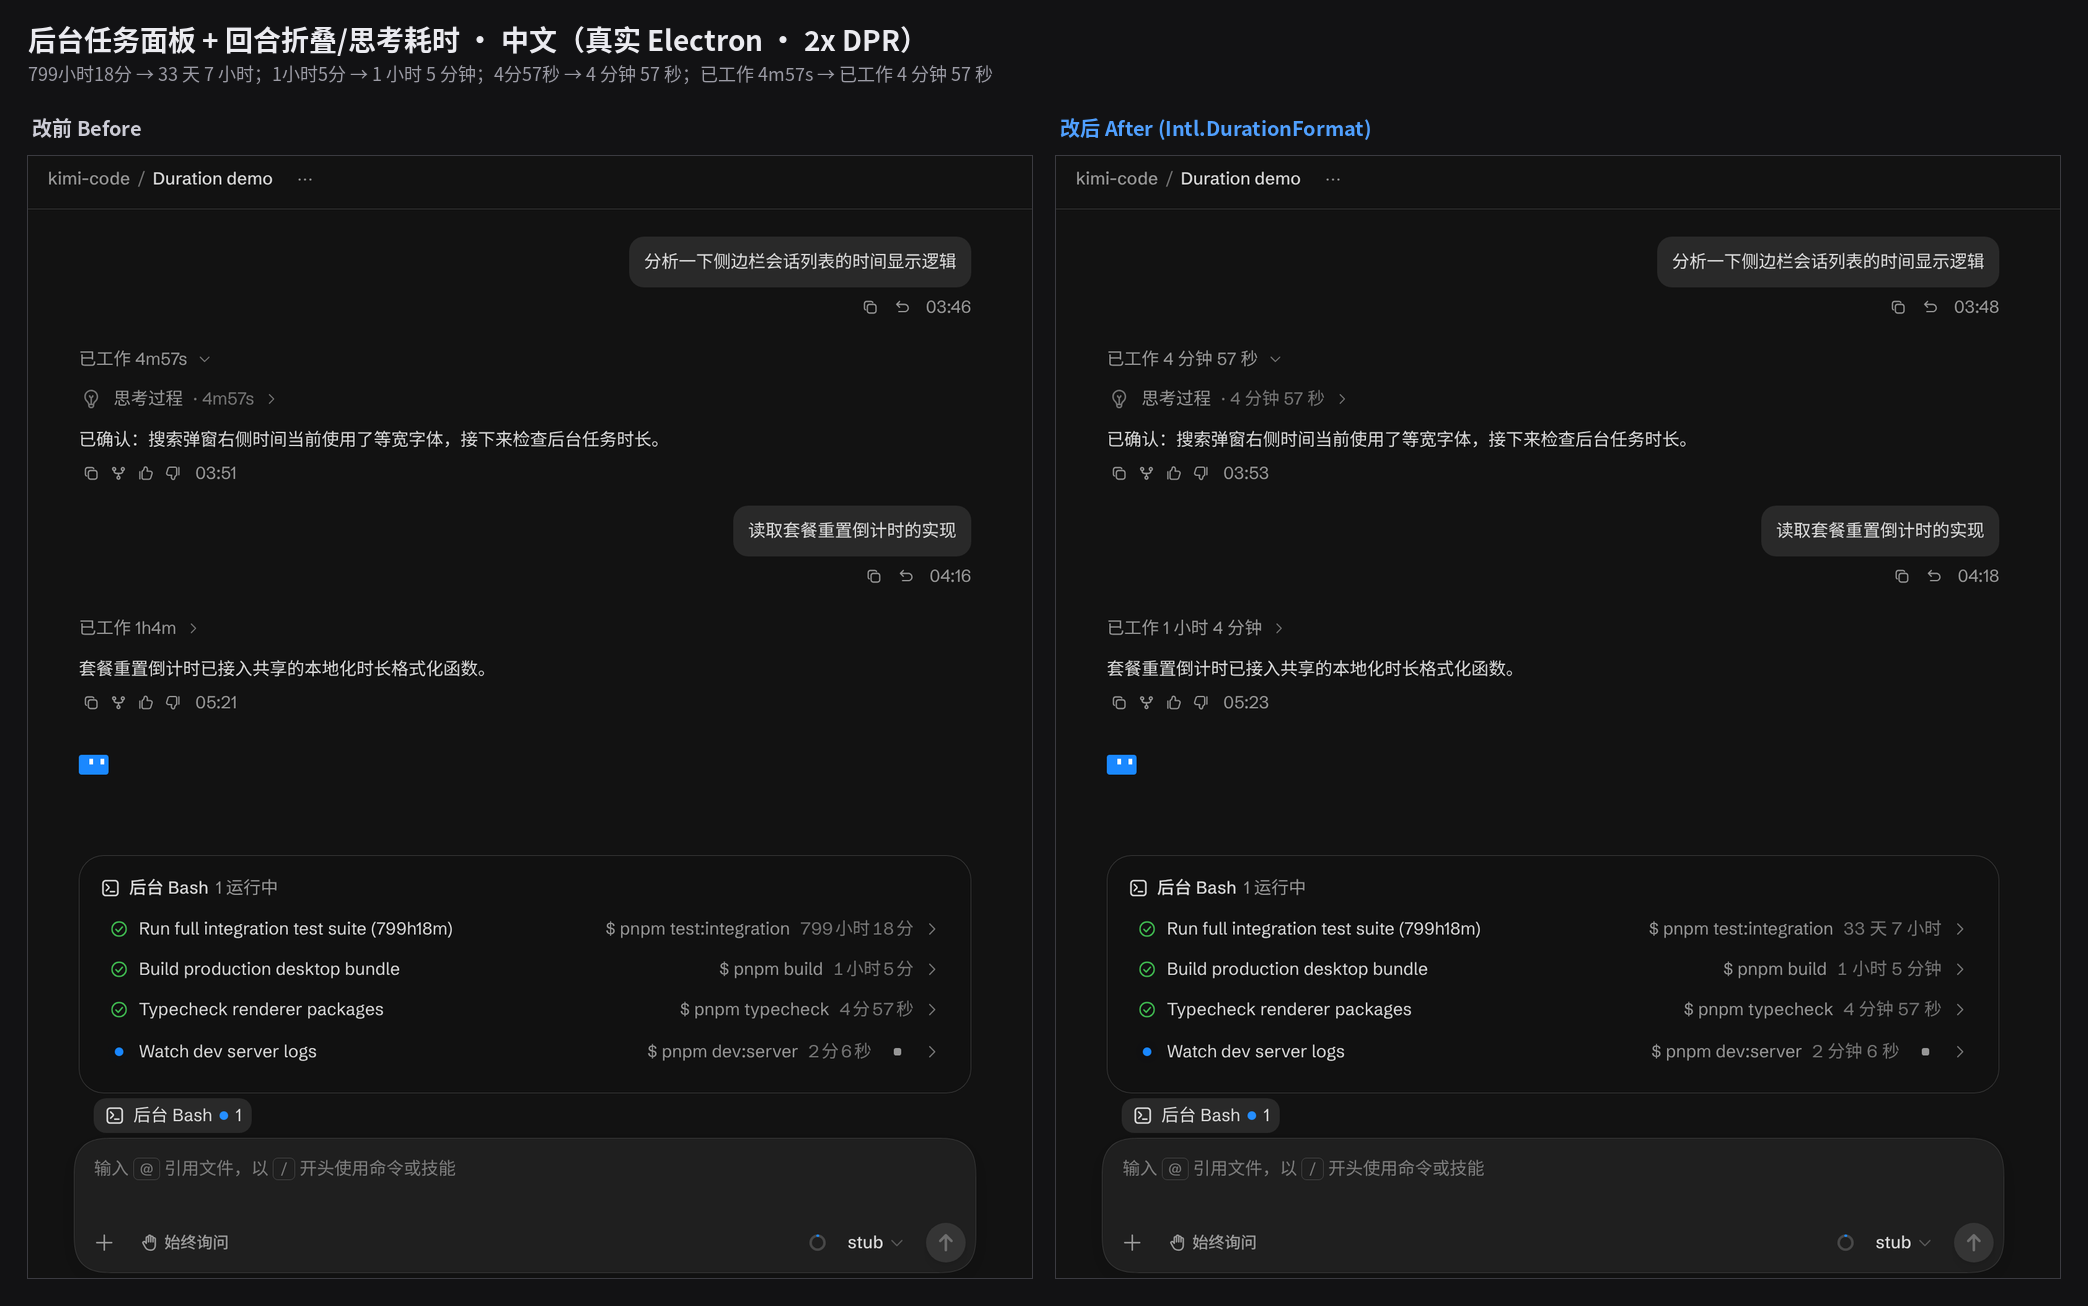 后台任务面板 + 回合折叠/思考耗时 · 中文（真实 Electron · 2x DPR）
799小时18分 → 33 天 7 小时；1小时5分 → 1 小时 5 分钟；4分57秒 → 4 分钟 57 秒；已工作 4m57s → 已工作 4 分钟 57 秒
改前 Before
kimi-code / Duration demo ···
分析一下侧边栏会话列表的时间显示逻辑
03:46
已工作 4m57s
思考过程 · 4m57s
已确认：搜索弹窗右侧时间当前使用了等宽字体，接下来检查后台任务时长。
03:51
读取套餐重置倒计时的实现
04:16
已工作 1h4m
套餐重置倒计时已接入共享的本地化时长格式化函数。
05:21
后台 Bash 1 运行中
Run full integration test suite (799h18m) $ pnpm test:integration 799小时18分
Build production desktop bundle $ pnpm build 1小时5分
Typecheck renderer packages $ pnpm typecheck 4分57秒
Watch dev server logs $ pnpm dev:server 2分6秒
后台 Bash 1
输入 @ 引用文件，以 / 开头使用命令或技能
始终询问 stub
改后 After (Intl.DurationFormat)
kimi-code / Duration demo ···
分析一下侧边栏会话列表的时间显示逻辑
03:48
已工作 4 分钟 57 秒
思考过程 · 4 分钟 57 秒
已确认：搜索弹窗右侧时间当前使用了等宽字体，接下来检查后台任务时长。
03:53
读取套餐重置倒计时的实现
04:18
已工作 1 小时 4 分钟
套餐重置倒计时已接入共享的本地化时长格式化函数。
05:23
后台 Bash 1 运行中
Run full integration test suite (799h18m) $ pnpm test:integration 33 天 7 小时
Build production desktop bundle $ pnpm build 1 小时 5 分钟
Typecheck renderer packages $ pnpm typecheck 4 分钟 57 秒
Watch dev server logs $ pnpm dev:server 2 分钟 6 秒
后台 Bash 1
输入 @ 引用文件，以 / 开头使用命令或技能
始终询问 stub